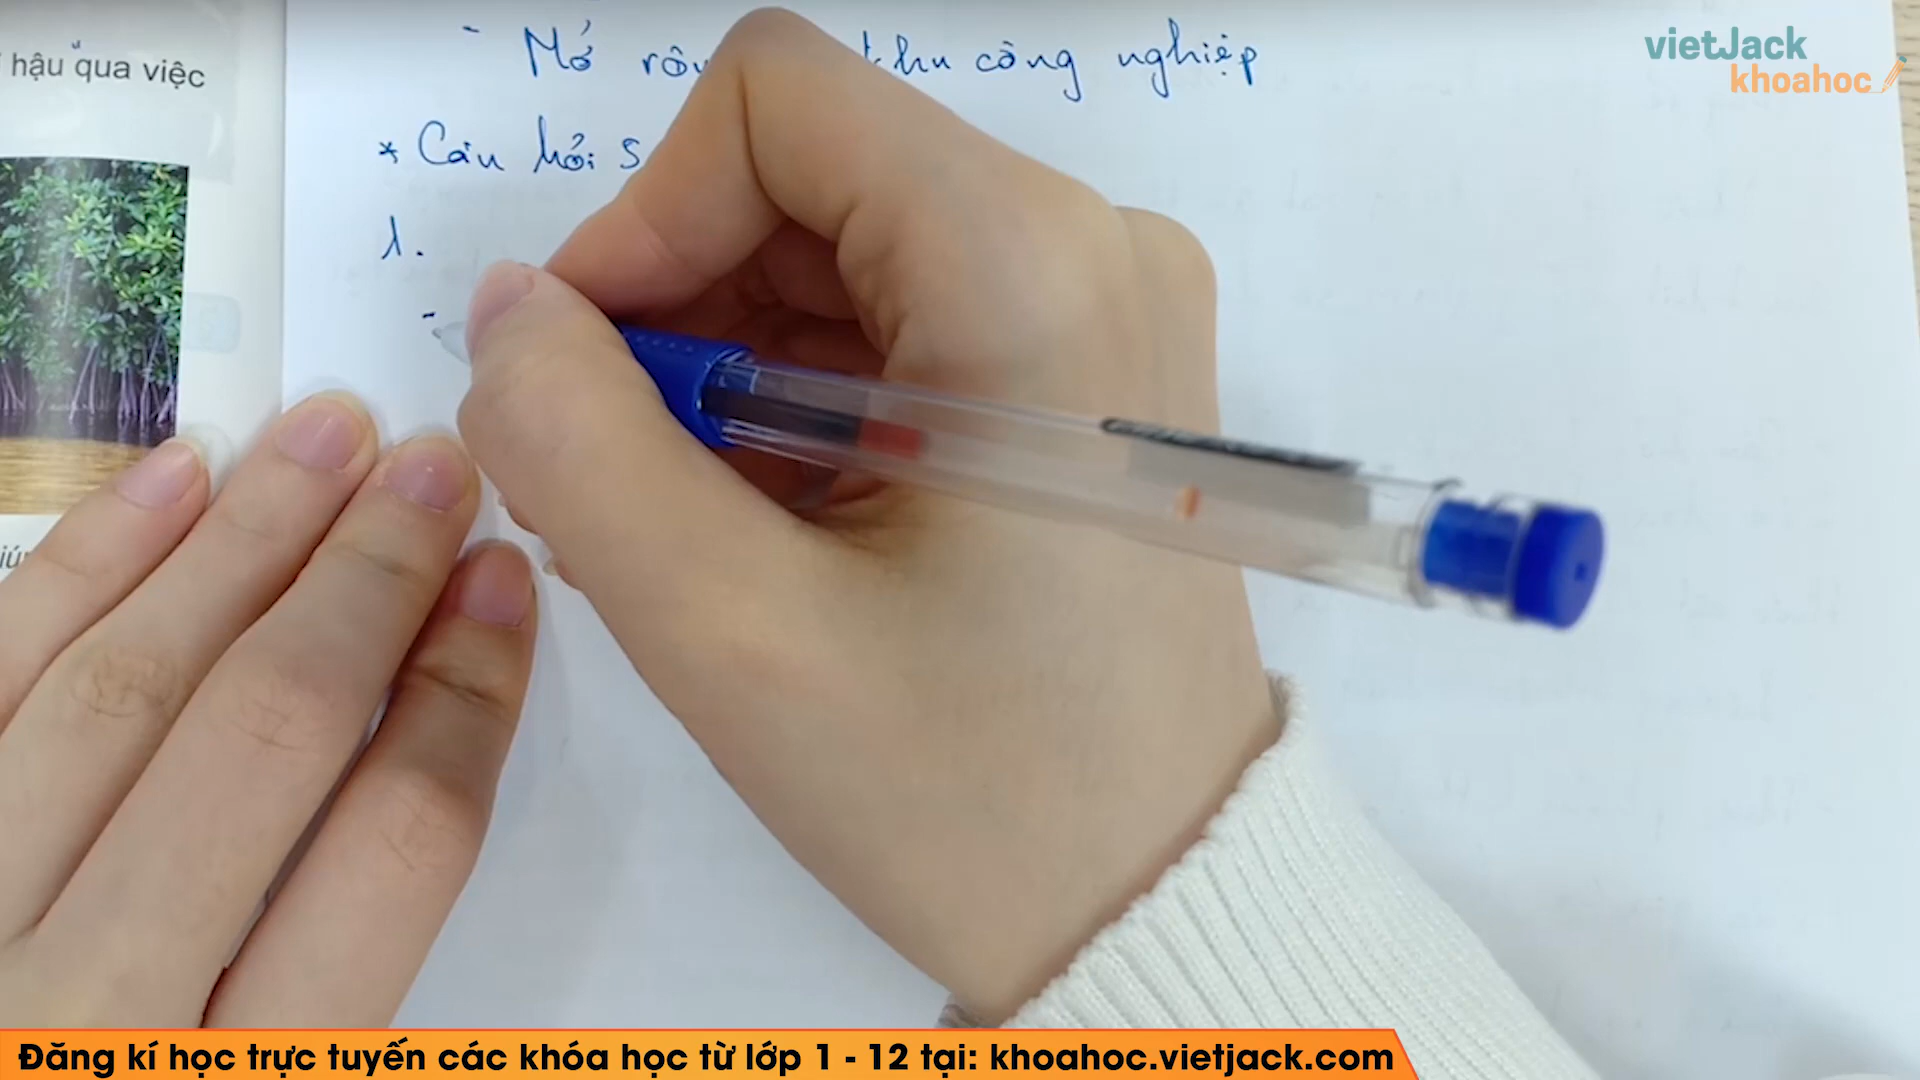 hậu qua việc
- Mở khu công nghiệp
* Câu hỏi
1.
-
vietJack
khoahoc
Đăng kí học trực tuyến các khóa học từ lớp 1 - 12 tại: khoahoc.vietjack.com